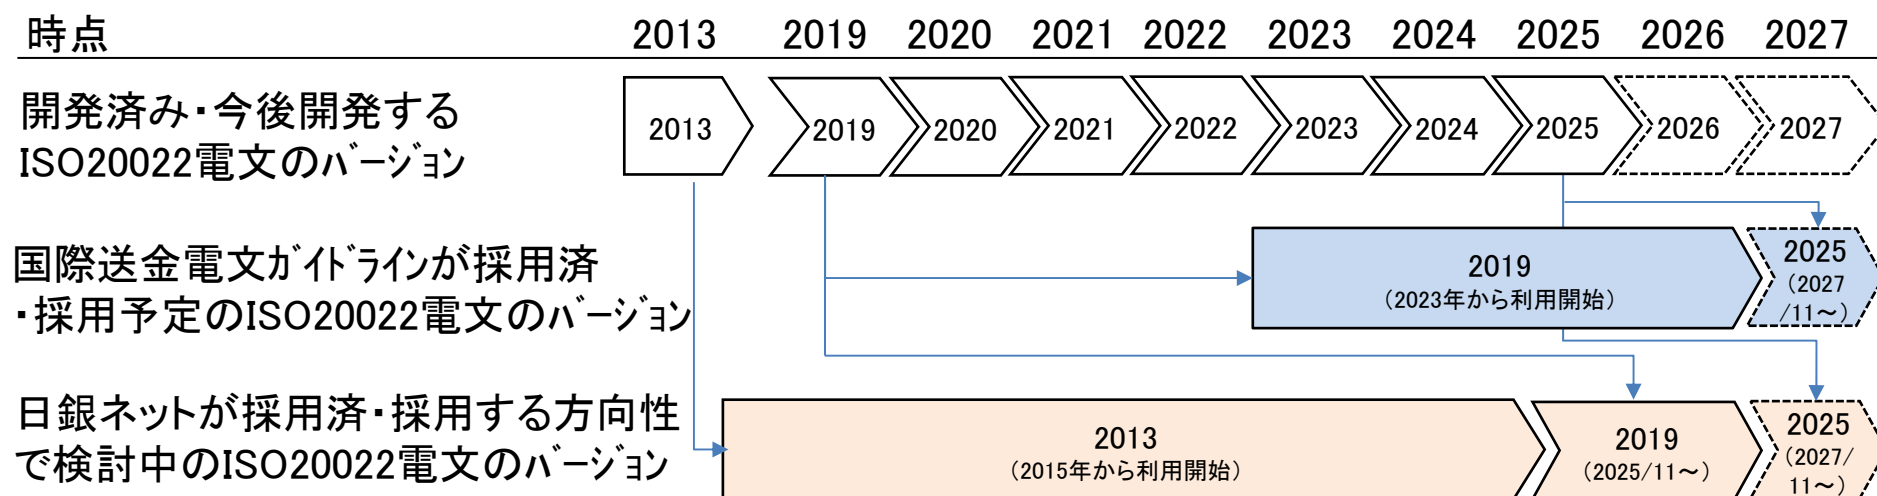 時点 2013 2019 2020 2021 2022 2023 2024 2025 2026 2027
開発済み・今後開発する
ISO20022電文のﾊﾞｰｼﾞｮﾝ
2013 2019 2020 2021 2022 2023 2024 2025 2026 2027
国際送金電文ｶﾞｲﾄﾞﾗｲﾝが採用済
・採用予定のISO20022電文のﾊﾞｰｼﾞｮﾝ
2019
（2023年から利用開始）
2025
（2027
/11～）
日銀ネットが採用済・採用する方向性
で検討中のISO20022電文のﾊﾞｰｼﾞｮﾝ
2013
（2015年から利用開始）
2019
（2025/11～）
2025
（2027/
11～）